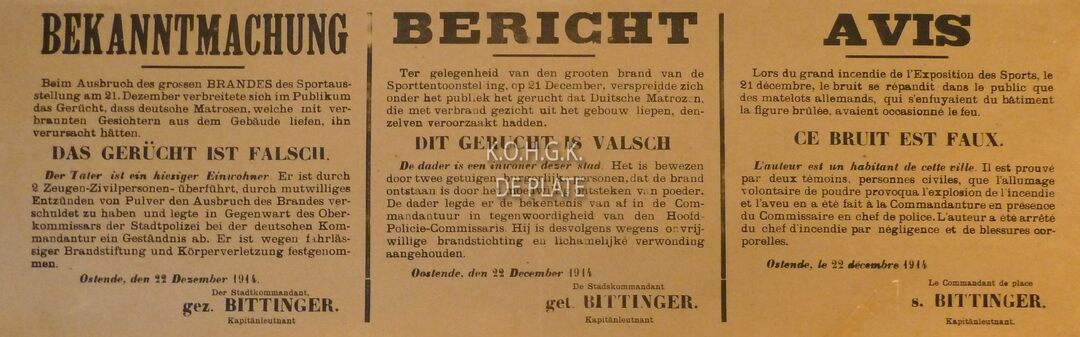 BEKANNTMACHUNG
Beim Ausbruch des grossen BRANDES des Sportaus-
stellung am 21. Dezember verbreitete sich im Publikum
das Gerücht, dass deutsche Matrosen, welche mit ver-
brannten Gesichtern aus dem Gebäude liefen, ihn
verursacht hätten.
DAS GERÜCHT IST FALSCH.
Der Täter ist ein hiesiger Einwohner. Er ist durch
2 Zeugen-Zivilpersonen- überführt, durch mutwilliges
Entzünden von Pulver den Ausbruch des Brandes ver-
schuldet zu haben und legte in Gegenwart des Ober-
kommissars der Stadtpolizei bei der deutschen Kom-
mandantur ein Geständnis ab. Er ist wegen fahrläs-
siger Brandstiftung und Körperverletzung festgenom-
men.
Ostende, den 22 Dezember 1914.
Der Stadtkommandant,
gez. BITTINGER.
Kapitänleutnant
BERICHT
Ter gelegenheid van den grooten brand van de
Sporttentoonstel ing, op 21 December, verspreidde zich
onder het publ.ek het gerucht dat Duitsche Matrozen,
die met verbrand gezicht uit het gebouw liepen, den-
zelven veroorzaakt hadden.
DIT GERUCHT IS VALSCH
De dader is een inwoner dezer stad. Het is bewezen
door twee getuigen, burgerlijke personen, dat de brand
ontstaan is door het moedwillig ontsteken van poeder.
De dader legde er de bekentenis van af in de Com-
mandantuur in tegenwoordigheid van den Hoofd-
Policie-Commissaris. Hij is desvolgens wegens onvrij-
willige brandstichting en lichamelijke verwonding
aangehouden.
Oostende, den 22 December 1914.
De Stadskommandant
get. BITTINGER.
Kapitänleutnant
AVIS
Lors du grand incendie de l'Exposition des Sports, le
21 décembre, le bruit se répandit dans le public que
des matelots allemands, qui s'enfuyaient du bâtiment
la figure brûlée, avaient occasionné le feu.
CE BRUIT EST FAUX.
L'auteur est un habitant de cette ville. Il est prouvé
par deux témoins, personnes civiles, que l'allumage
volontaire de poudre provoqua l'explosion de l'incendie
et l'aveu en a été fait à la Commandanture en présence
du Commissaire en chef de police. L'auteur a été arrêté
du chef d'incendie par négligence et de blessures cor-
porelles.
Ostende, le 22 décembre 1914
Le Commandant de place
s. BITTINGER.
Kapitänleutnant.
K.O.H.G.K.
DE PLATE